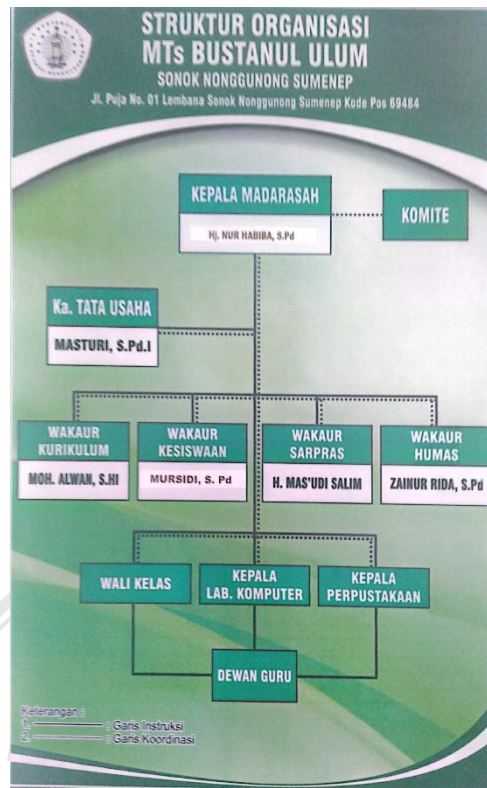 STRUKTUR ORGANISASI
MTs BUSTANUL ULUM
SONOK NONGGUNONG SUMENEP
Jl. Puja No. 01 Lembana Sonok Nonggunong Sumenep Kode Pos 69484
KEPALA MADARASAH
Hj. NUR HABIBA, S.Pd
KOMITE
Ka. TATA USAHA
MASTURI, S.Pd.I
WAKAUR
KURIKULUM
MOH. ALWAN, S.HI
WAKAUR
KESISWAAN
MURSIDI, S. Pd
WAKAUR
SARPRAS
H. MAS'UDI SALIM
WAKAUR
HUMAS
ZAINUR RIDA, S.Pd
WALI KELAS
KEPALA
LAB. KOMPUTER
KEPALA
PERPUSTAKAAN
DEWAN GURU
Keterangan :
1. : Garis Instruksi
2. : Garis Koordinasi